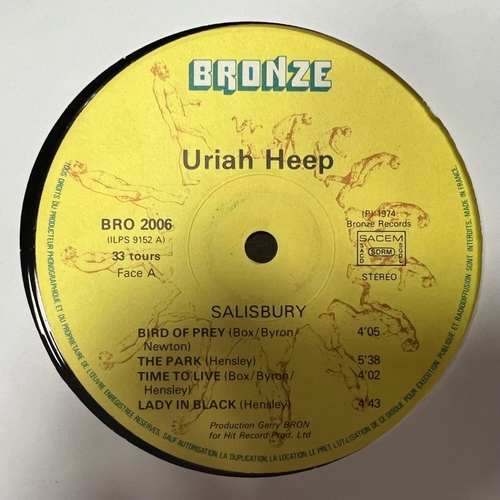 BRONZE
Uriah Heep
BRO 2006
(ILPS 9152 A)
33 tours
Face A
(P) 1974
Bronze Records
SACEM
SDRM
STÉRÉO
SALISBURY
BIRD OF PREY (Box/Byron/
Newton)
4'05
THE PARK (Hensley)
5'38
TIME TO LIVE (Box/Byron/
Hensley)
4'02
LADY IN BLACK (Hensley)
4'43
Production Gerry BRON
for Hit Record Prod. Ltd
TOUS DROITS DU PRODUCTEUR PHONOGRAPHIQUE ET DU PROPRIETAIRE DE L'ŒUVRE ENREGISTREE RESERVES. SAUF AUTORISATION LA DUPLICATION, LA LOCATION, LE PRET, L'UTILISATION DE CE DISQUE POUR EXECUTION PUBLIQUE ET RADIODIFFUSION SONT INTERDITS. MADE IN FRANCE.